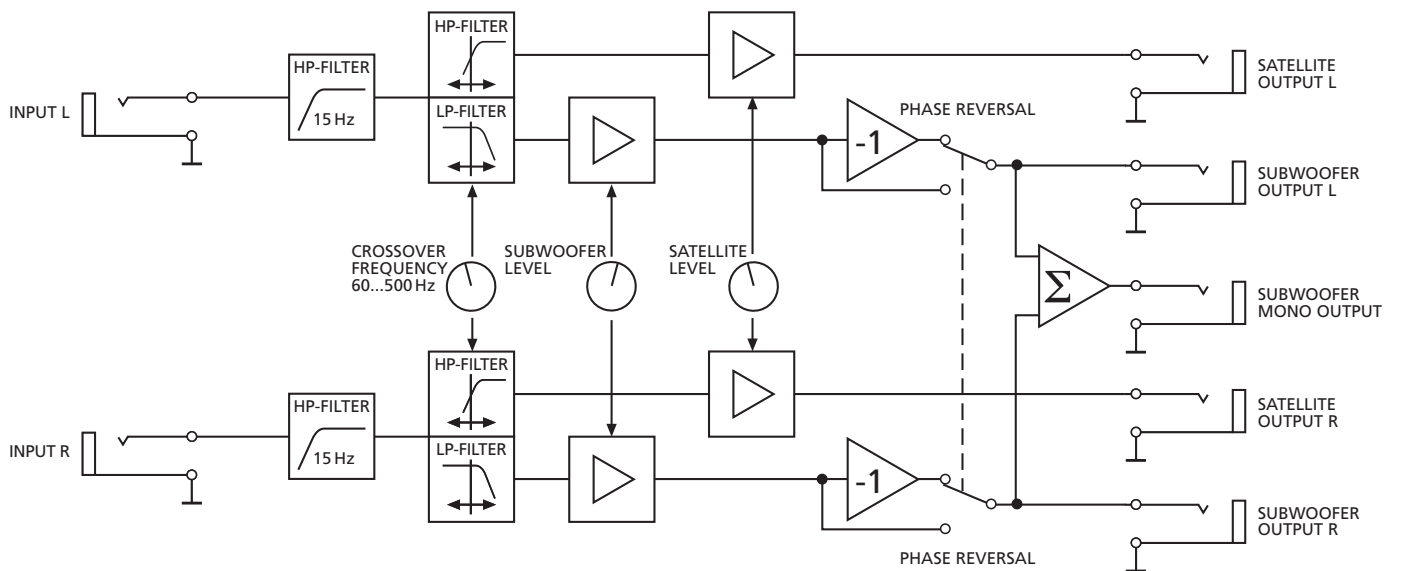 HP-FILTER
HP-FILTER
15 Hz
INPUT L
LP-FILTER
-1
PHASE REVERSAL
SATELLITE
OUTPUT L
SUBWOOFER
OUTPUT L
CROSSOVER
FREQUENCY
60...500 Hz
SUBWOOFER
LEVEL
SATELLITE
LEVEL
Σ
SUBWOOFER
MONO OUTPUT
HP-FILTER
HP-FILTER
15 Hz
INPUT R
LP-FILTER
-1
PHASE REVERSAL
SATELLITE
OUTPUT R
SUBWOOFER
OUTPUT R